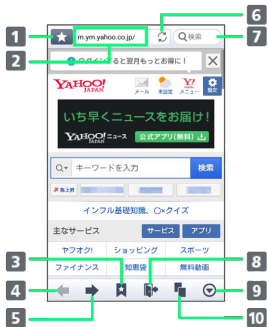 6
1
m.ym.yahoo.co.jp/
検索
7
2
ログインすると翌月もっとお得に!
YAHOO!
JAPAN
メール
未設定
Y!
メニュー
設定
いち早く
ニュースをお届け!
YAHOO! ニュース
JAPAN
公式アプリ(無料)
キーワードを入力
検索
急上昇
インフル基礎知識、○×クイズ
主なサービス
サービス
アプリ
ヤフオク!
ショッピング
スポーツ
3
ファイナンス
知恵袋
無料動画
8
4
9
5
10